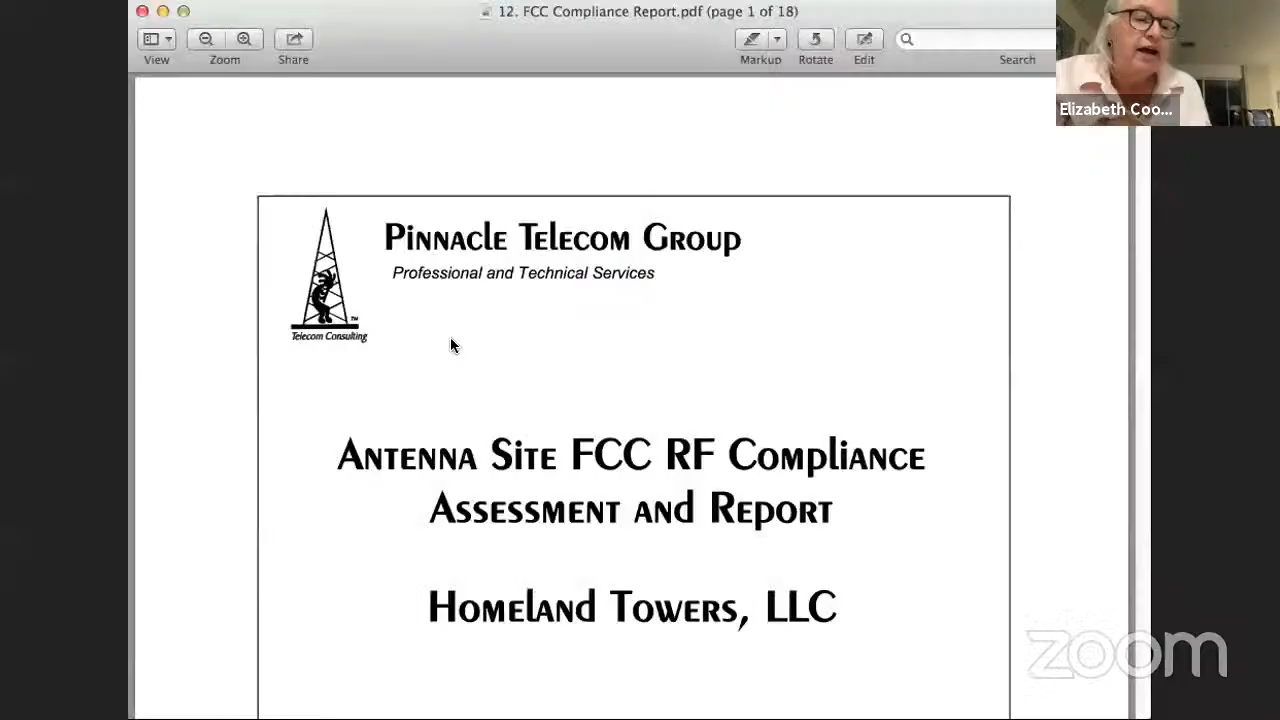 12. FCC Compliance Report.pdf (page 1 of 18)
View
Zoom
Share
Markup
Rotate
Edit
Search
Elizabeth Coo...
Pinnacle Telecom Group
Professional and Technical Services
TM
Telecom Consulting
Antenna Site FCC RF Compliance
Assessment and Report
Homeland Towers, LLC
zoom